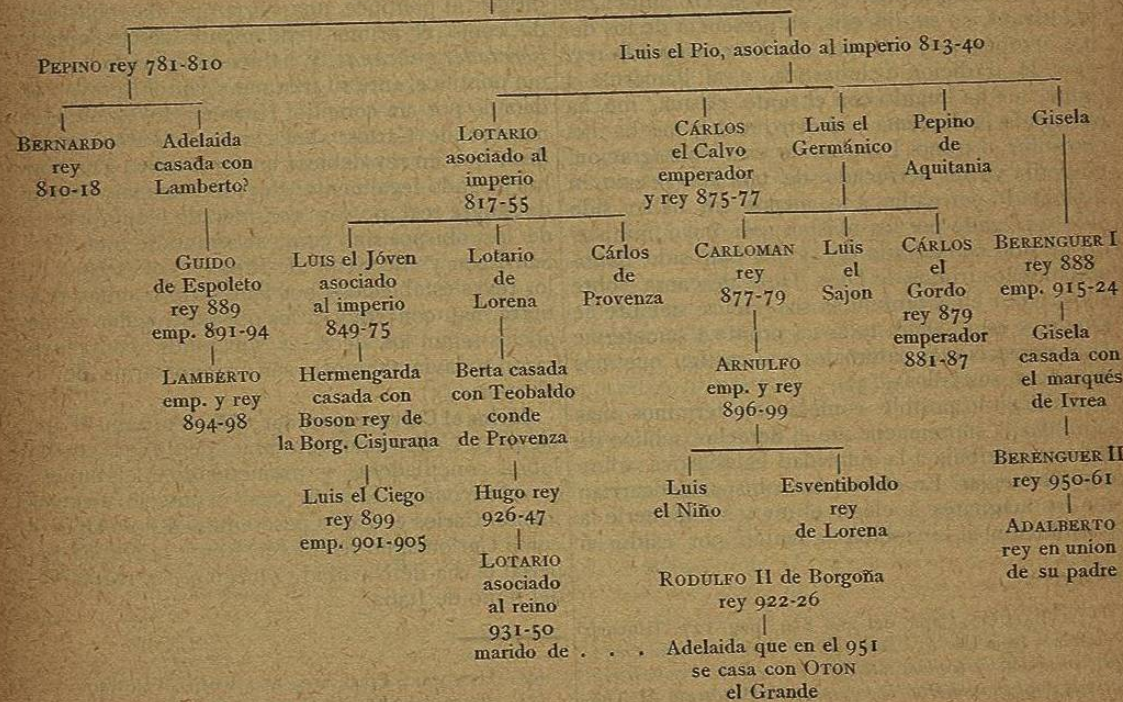 PEPINO rey 781-810
Luis el Pio, asociado al imperio 813-40
BERNARDO
rey
810-18
Adelaida
casada con
Lamberto?
LOTARIO
asociado al
imperio
817-55
CÁRLOS
el Calvo
emperador
y rey 875-77
Luis el
Germánico
Pepino
de
Aquitania
Gisela
GUIDO
de Espoleto
rey 889
emp. 891-94
LUIS el Jóven
asociado
al imperio
849-75
Lotario
de
Lorena
Cárlos
de
Provenza
CARLOMAN
rey
877-79
Luis
el
Sajon
CÁRLOS
el
Gordo
rey 879
emperador
881-87
BERENGUER I
rey 888
emp. 915-24
LAMBERTO
emp. y rey
894-98
Hermengarda
casada con
Boson rey de
la Borg. Cisjurana
Berta casada
con Teobaldo
conde
de Provenza
ARNULFO
emp. y rey
896-99
Gisela
casada con
el marqués
de Ivrea
Luis el Ciego
rey 899
emp. 901-905
Hugo rey
926-47
Luis
el Niño
Esventiboldo
rey
de Lorena
BERENGUER II
rey 950-61
LOTARIO
asociado
al reino
931-50
marido de . . .
RODULFO II de Borgoña
rey 922-26
Adelaida que en el 951
se casa con OTON
el Grande
ADALBERTO
rey en union
de su padre